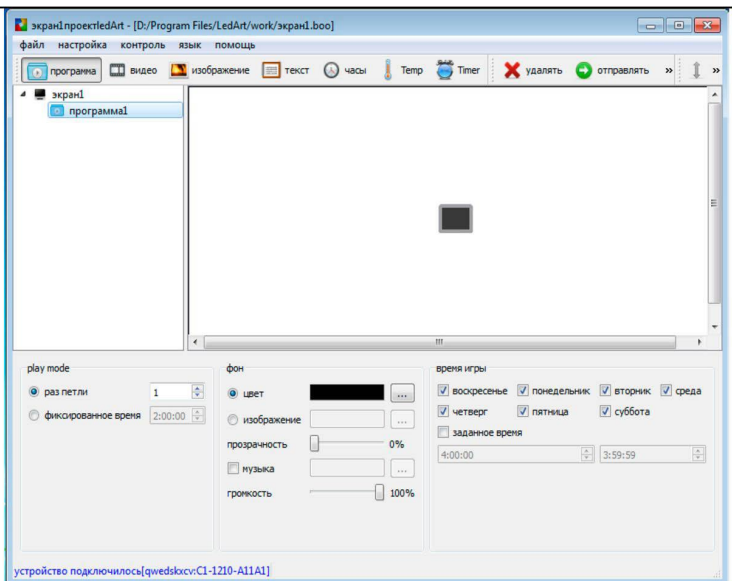 экран1проектledArt - [D:/Program Files/LedArt/work/экран1.boo]
файл настройка контроль язык помощь
программа видео изображение текст часы Temp Timer удалять отправлять » »
экран1
программа1
play mode
раз петли 1
фиксированное время 2:00:00
фон
цвет ...
изображение ...
прозрачность 0%
музыка ...
громкость 100%
время игры
воскресенье понедельник вторник среда
четверг пятница суббота
заданное время
4:00:00 3:59:59
устройство подключилось[qwedskxcv:C1-1210-A11A1]